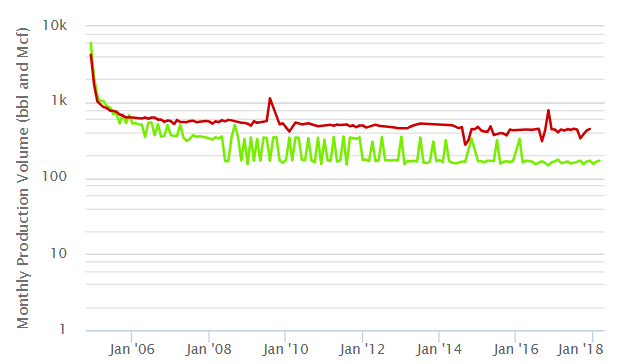 Monthly Production Volume (bbl and Mcf)
10k
1k
100
10
1
Jan '06 Jan '08 Jan '10 Jan '12 Jan '14 Jan '16 Jan '18